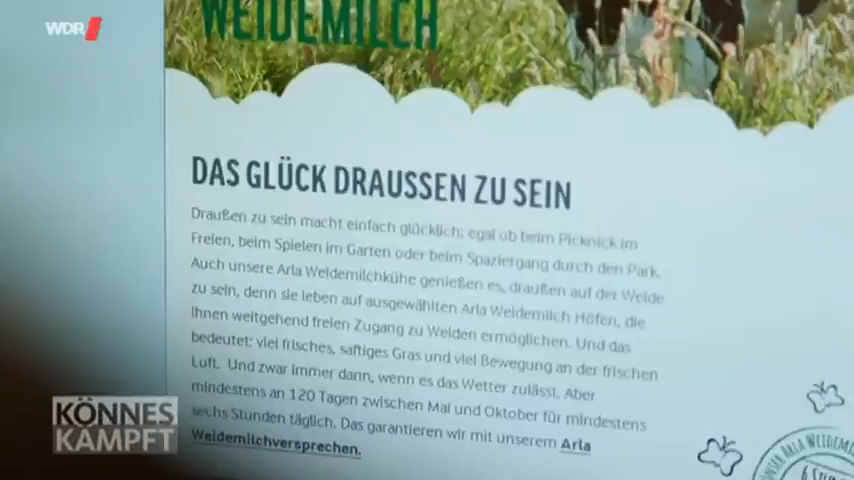 WDR
WEIDEMILCH
DAS GLÜCK DRAUSSEN ZU SEIN
Draußen zu sein macht einfach glücklich: egal ob beim Picknick im
Freien, beim Spielen im Garten oder beim Spaziergang durch den Park.
Auch unsere Arla Weidemilchkühe genießen es, draußen auf der Weide
zu sein, denn sie leben auf ausgewählten Arla Weidemilch Höfen, die
ihnen weitgehend freien Zugang zu Weiden ermöglichen. Und das
bedeutet: viel frisches, saftiges Gras und viel Bewegung an der frischen
Luft. Und zwar immer dann, wenn es das Wetter zulässt. Aber
mindestens an 120 Tagen zwischen Mai und Oktober für mindestens
sechs Stunden täglich. Das garantieren wir mit unserem Arla
Weidemilchversprechen.
KÖNNES
KAMPFT
ARLA WEIDEMI
6